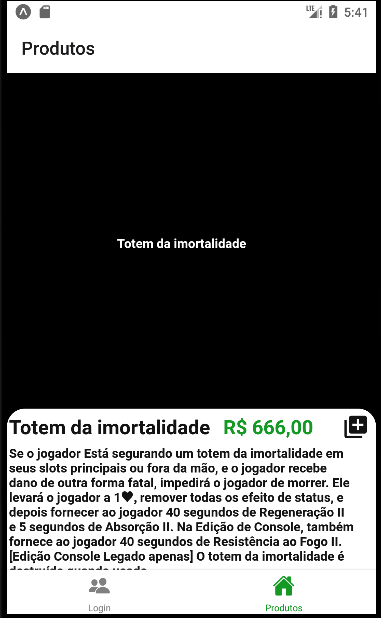 LTE 5:41
Produtos
Totem da imortalidade
Totem da imortalidade R$ 666,00
Se o jogador Está segurando um totem da imortalidade em
seus slots principais ou fora da mão, e o jogador recebe
dano de outra forma fatal, impedirá o jogador de morrer. Ele
levará o jogador a 1♥, remover todas os efeito de status, e
depois fornecer ao jogador 40 segundos de Regeneração II
e 5 segundos de Absorção II. Na Edição de Console, também
fornece ao jogador 40 segundos de Resistência ao Fogo II.
[Edição Console Legado apenas] O totem da imortalidade é
destruído quando usado
Login Produtos